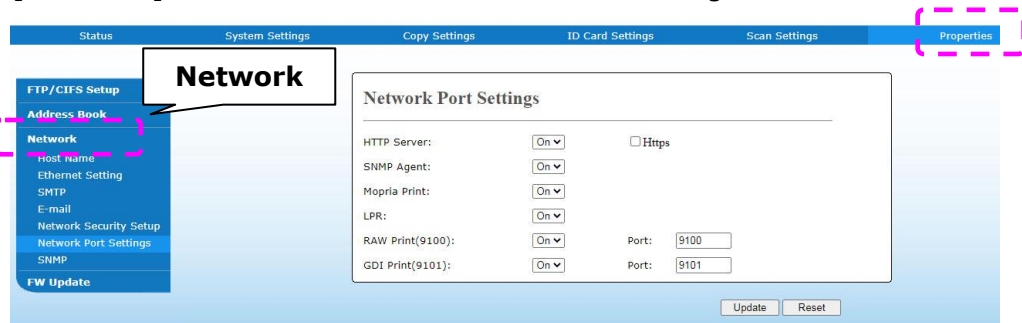 Status System Settings Copy Settings ID Card Settings Scan Settings Properties
Network
FTP/CIFS Setup
Address Book
Network
Host Name
Ethernet Setting
SMTP
E-mail
Network Security Setup
Network Port Settings
SNMP
FW Update
Network Port Settings
HTTP Server: On Https
SNMP Agent: On
Mopria Print: On
LPR: On
RAW Print(9100): On Port: 9100
GDI Print(9101): On Port: 9101
Update Reset